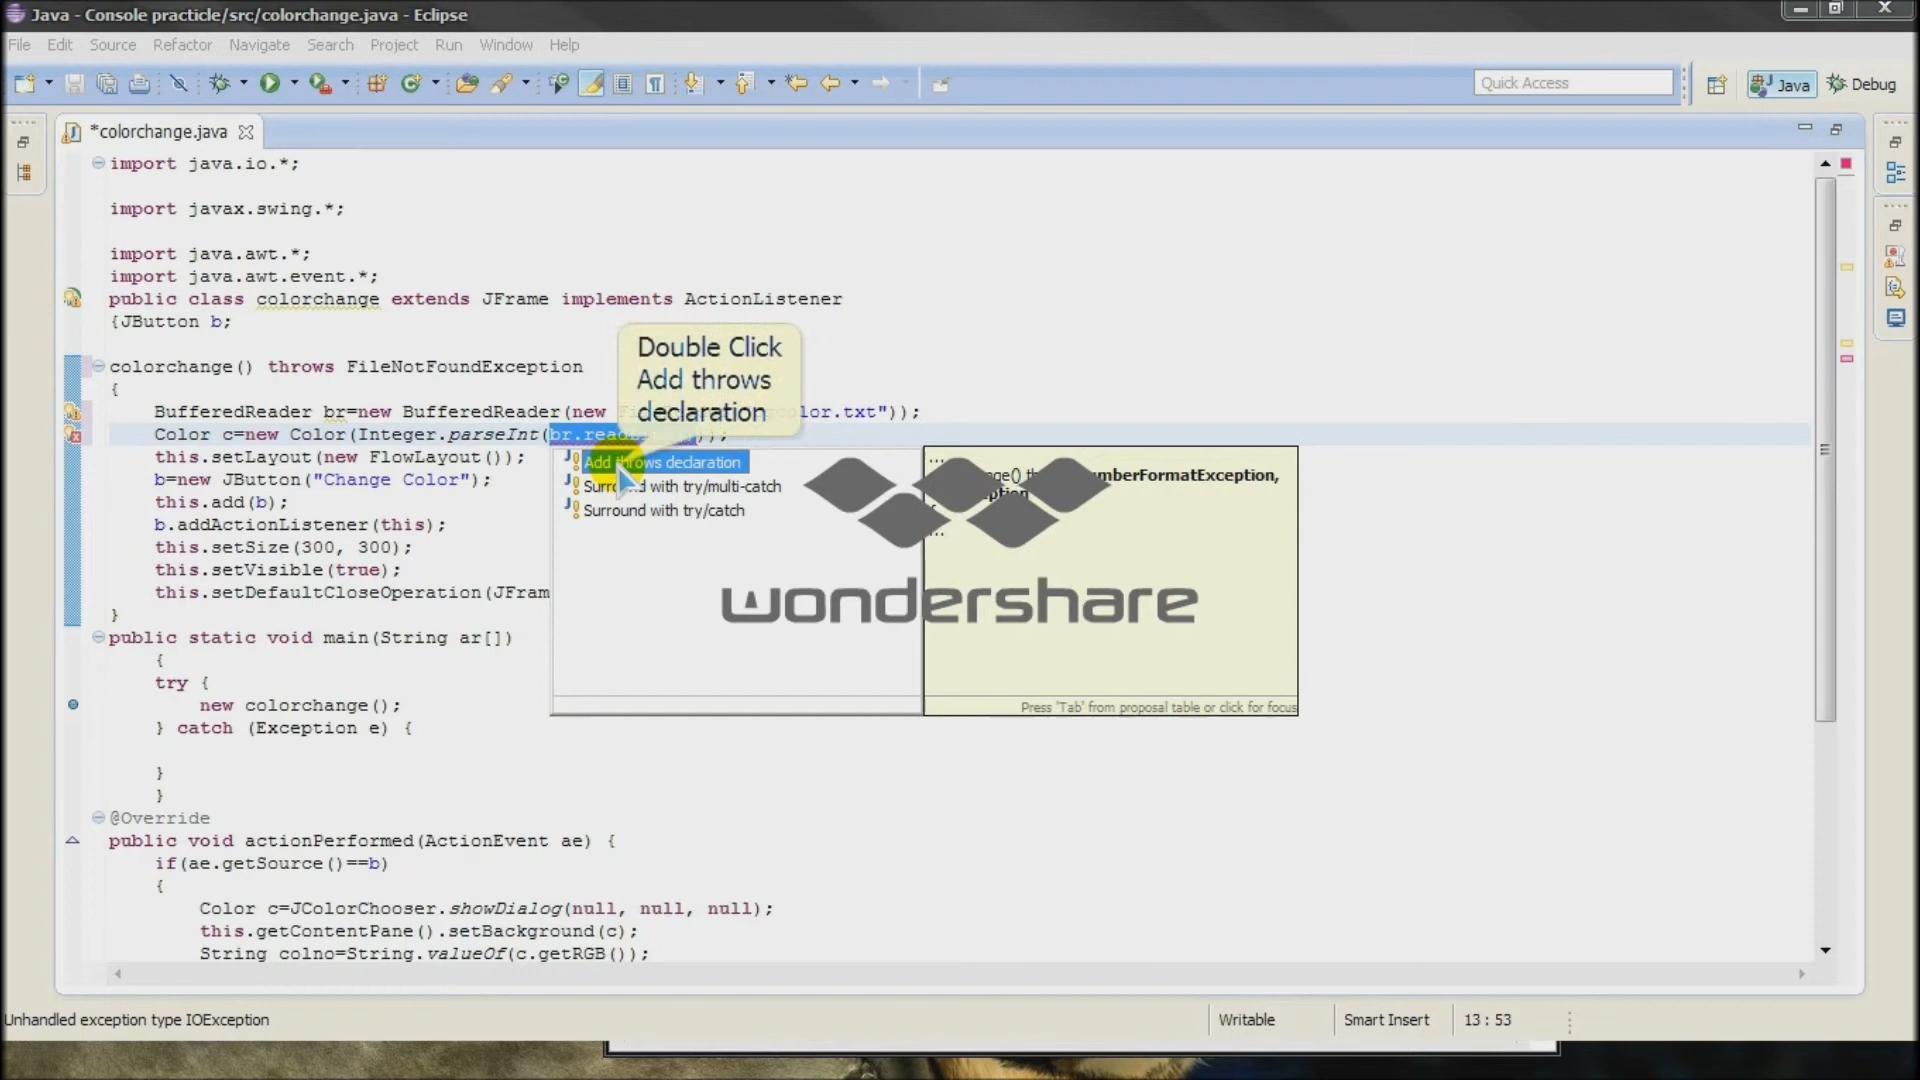 Java - Console practicle/src/colorchange.java - Eclipse
File Edit Source Refactor Navigate Search Project Run Window Help
Quick Access
Java
Debug
*colorchange.java
import java.io.*;
import javax.swing.*;
import java.awt.*;
import java.awt.event.*;
public class colorchange extends JFrame implements ActionListener
{JButton b;
Double Click
Add throws
declaration
colorchange() throws FileNotFoundException
{
BufferedReader br=new BufferedReader(new olor.txt"));
Color c=new Color(Integer.parseInt(br.read
this.setLayout(new FlowLayout());
b=new JButton("Change Color");
this.add(b);
b.addActionListener(this);
this.setSize(300, 300);
this.setVisible(true);
this.setDefaultCloseOperation(JFram
}
Add throws declaration
Surround with try/multi-catch
Surround with try/catch
...
mberFormatException,
...
Press 'Tab' from proposal table or click for focus
wondershare
public static void main(String ar[])
{
try {
new colorchange();
} catch (Exception e) {
}
}
@Override
public void actionPerformed(ActionEvent ae) {
if(ae.getSource()==b)
{
Color c=JColorChooser.showDialog(null, null, null);
this.getContentPane().setBackground(c);
String colno=String.valueOf(c.getRGB());
Unhandled exception type IOException
Writable
Smart Insert
13 : 53